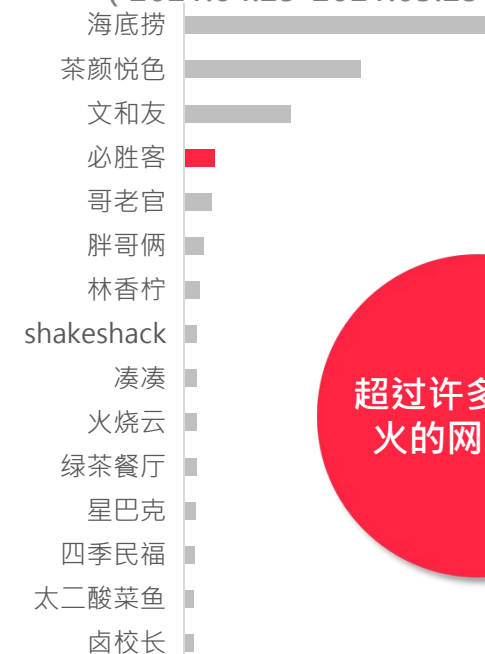 海底捞
茶颜悦色
文和友
必胜客
哥老官
胖哥俩
林香柠
shakeshack
凑凑
火烧云
绿茶餐厅
星巴克
四季民福
太二酸菜鱼
卤校长
超过许多
火的网